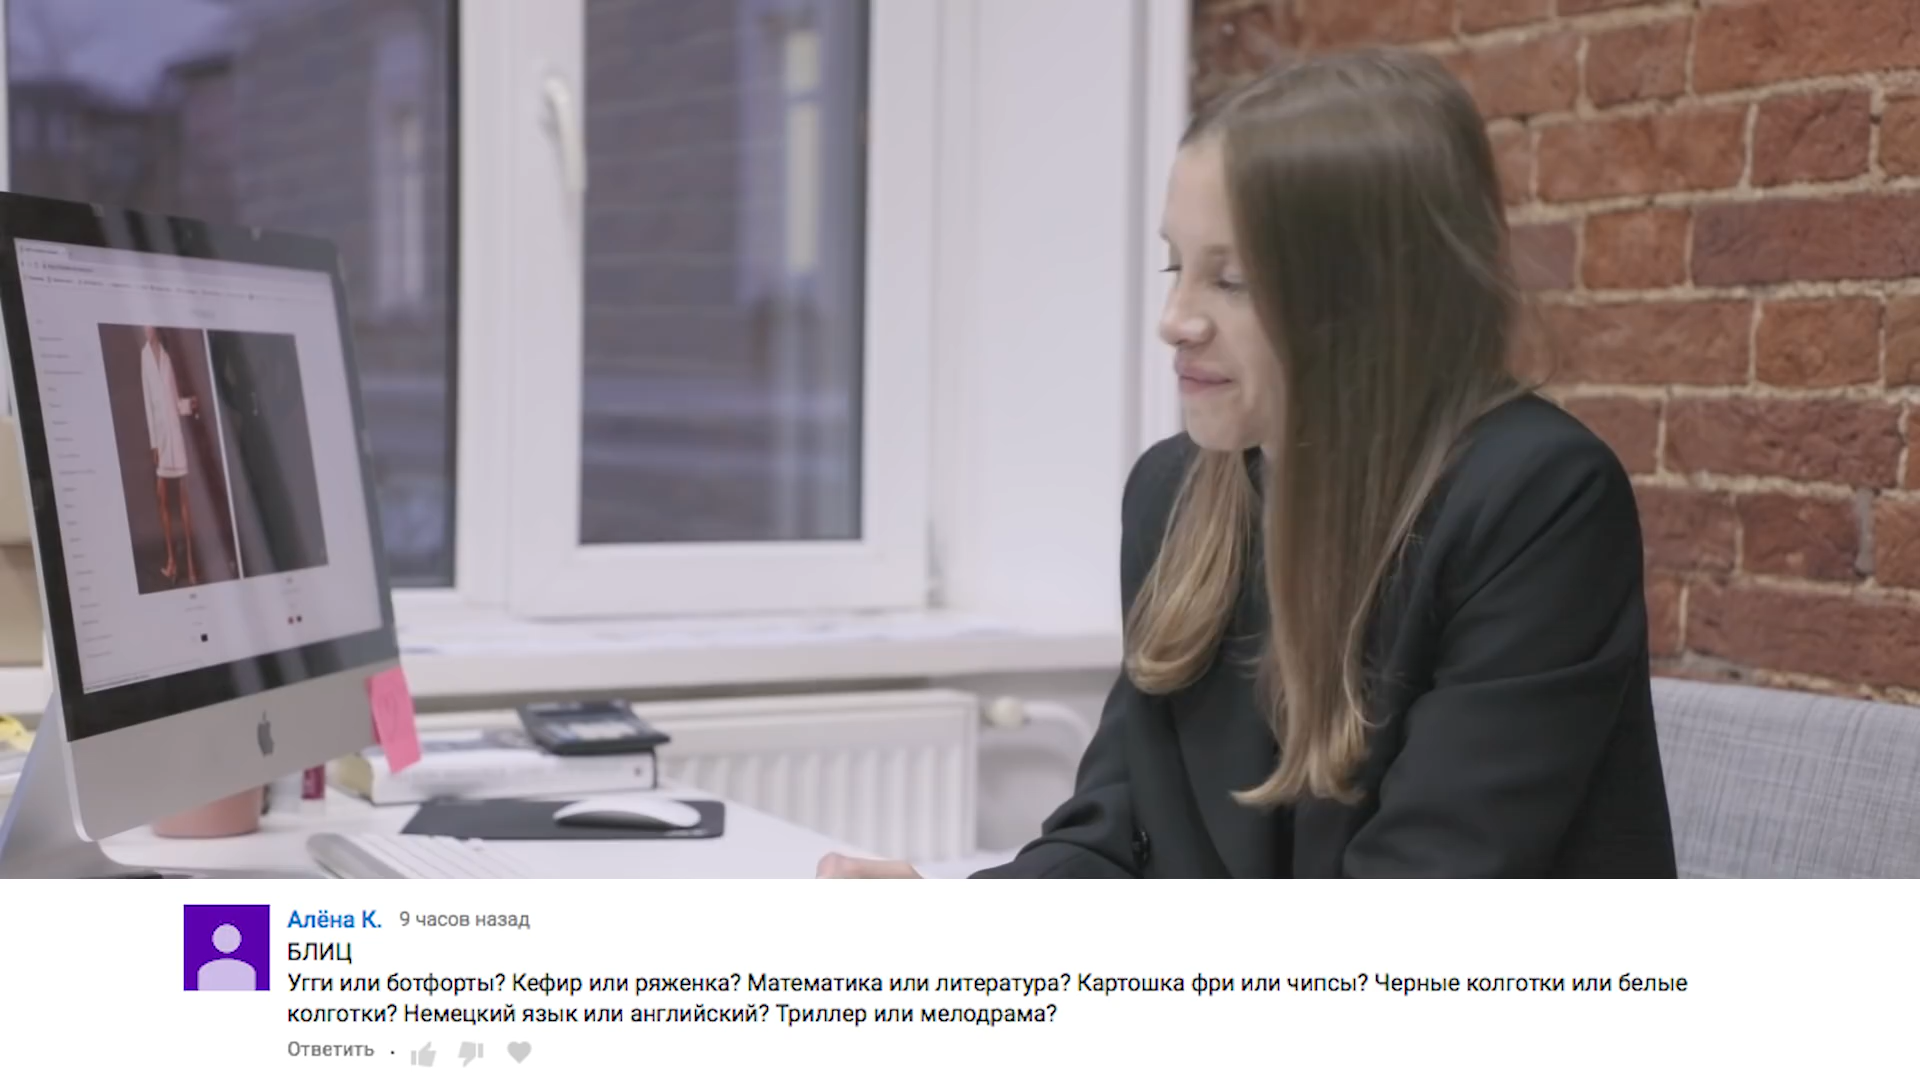 Алёна К. 9 часов назад
БЛИЦ
Угги или ботфорты? Кефир или ряженка? Математика или литература? Картошка фри или чипсы? Черные колготки или белые
колготки? Немецкий язык или английский? Триллер или мелодрама?
Ответить